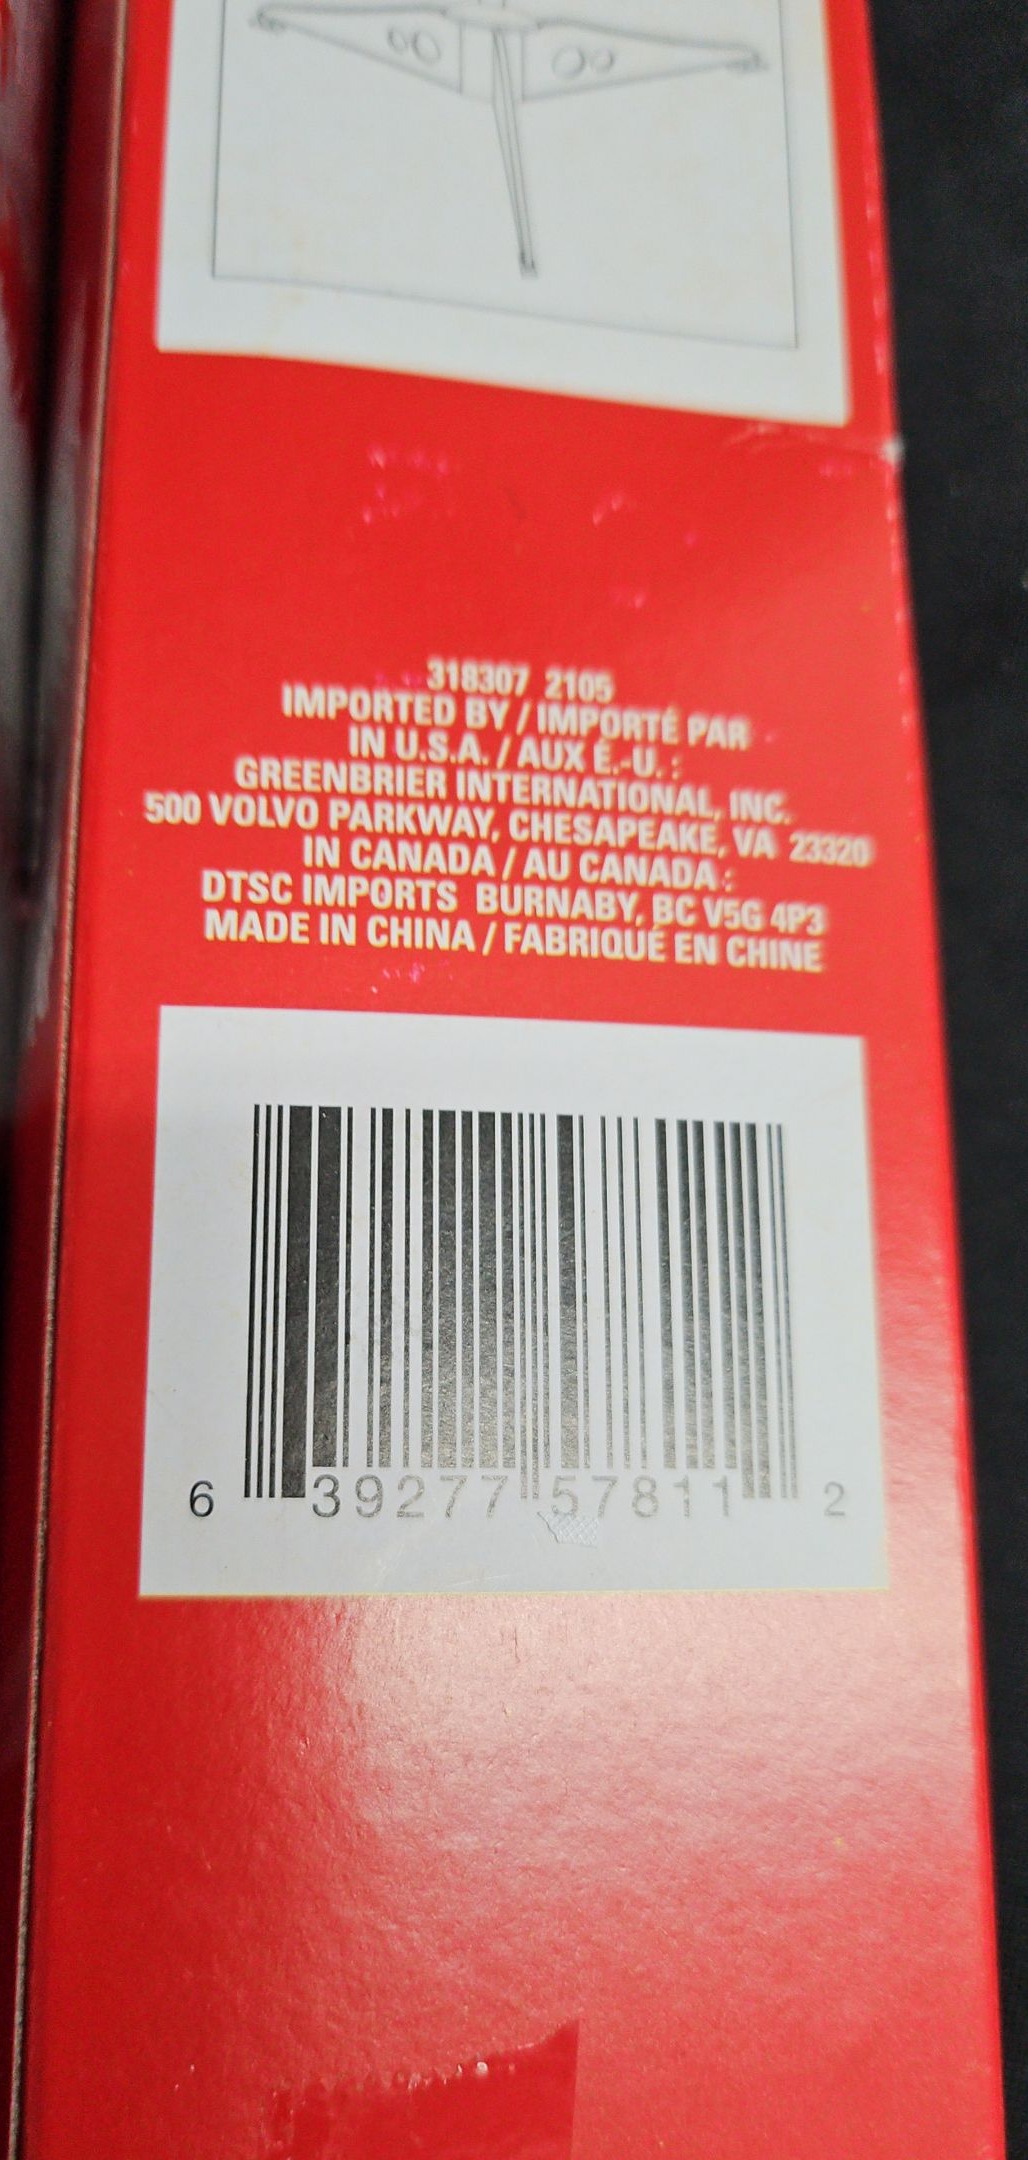 318307 2105
IMPORTED BY / IMPORTÉ PAR
IN U.S.A. / AUX É.-U. :
GREENBRIER INTERNATIONAL, INC.
500 VOLVO PARKWAY, CHESAPEAKE, VA 23320
IN CANADA / AU CANADA :
DTSC IMPORTS BURNABY, BC V5G 4P3
MADE IN CHINA / FABRIQUÉ EN CHINE
6 39277 57811 2